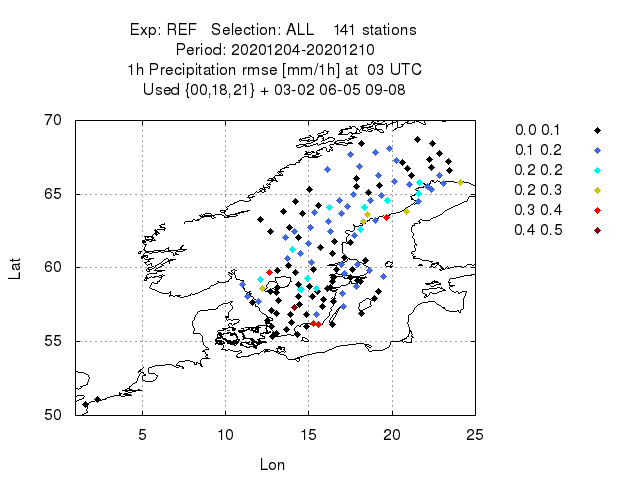 Exp: REF Selection: ALL 141 stations
Period: 20201204-20201210
1h Precipitation rmse [mm/1h] at 03 UTC
Used {00,18,21} + 03-02 06-05 09-08
70
65
60
55
50
Lat
5 10 15 20 25
Lon
0.0 0.1
0.1 0.2
0.2 0.2
0.2 0.3
0.3 0.4
0.4 0.5